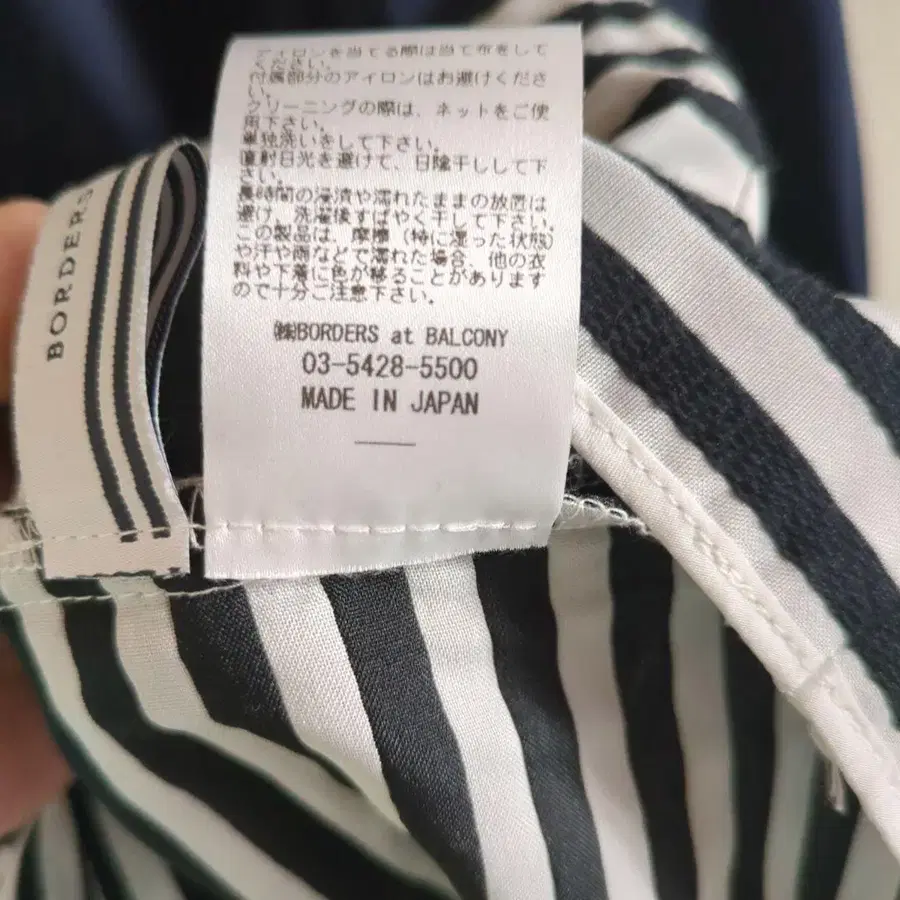 アイロンを当てる際は当て布をして
ください。
付属部分のアイロンはお避けくださ
い。
クリーニングの際は、ネットをご使
用下さい。
単独洗いをして下さい。
直射日光を避けて、日陰干しして下
さい。
長時間の浸漬や濡れたままの放置は
避け、洗濯後すばやく干して下さい。
この製品は、摩擦（特に湿った状態）
や汗や雨などで濡れた場合、他の衣
料や下着に色が移ることがあります
ので十分ご注意下さい。
㈱BORDERS at BALCONY
03-5428-5500
MADE IN JAPAN
BORDERS